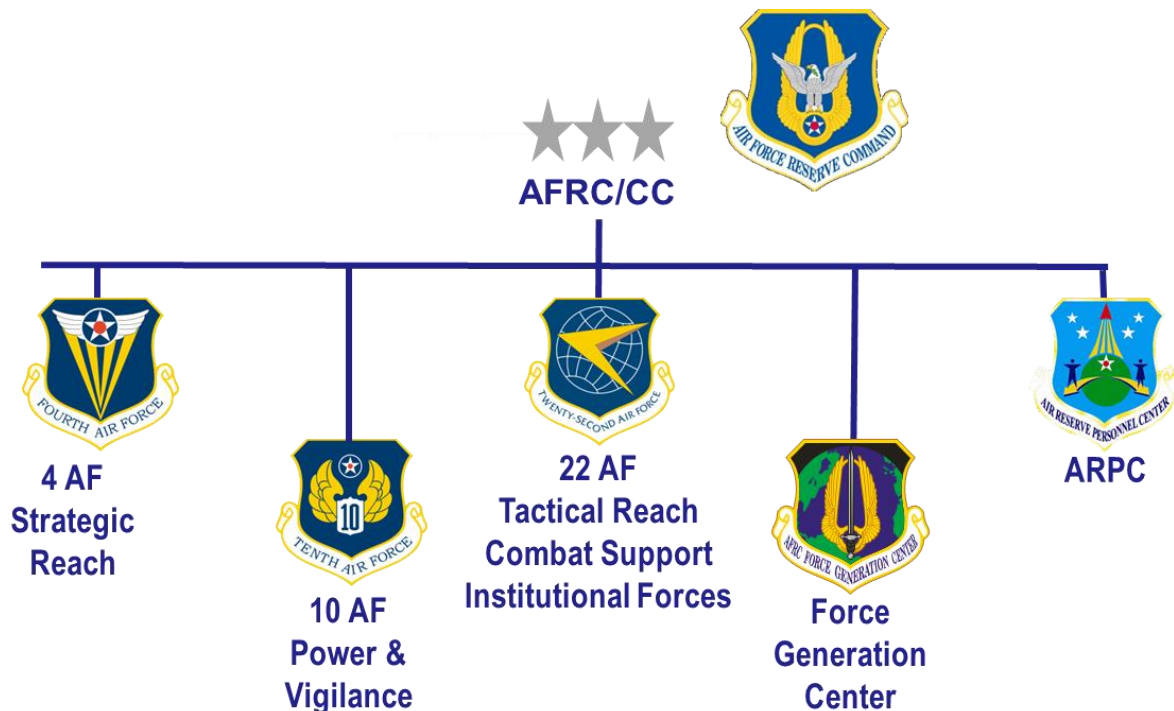 AIR FORCE RESERVE COMMAND
AFRC/CC
FOURTH AIR FORCE
4 AF
Strategic
Reach
10
TENTH AIR FORCE
10 AF
Power &
Vigilance
TWENTY-SECOND AIR FORCE
22 AF
Tactical Reach
Combat Support
Institutional Forces
AFRC FORCE GENERATION CENTER
Force
Generation
Center
AIR RESERVE PERSONNEL CENTER
ARPC